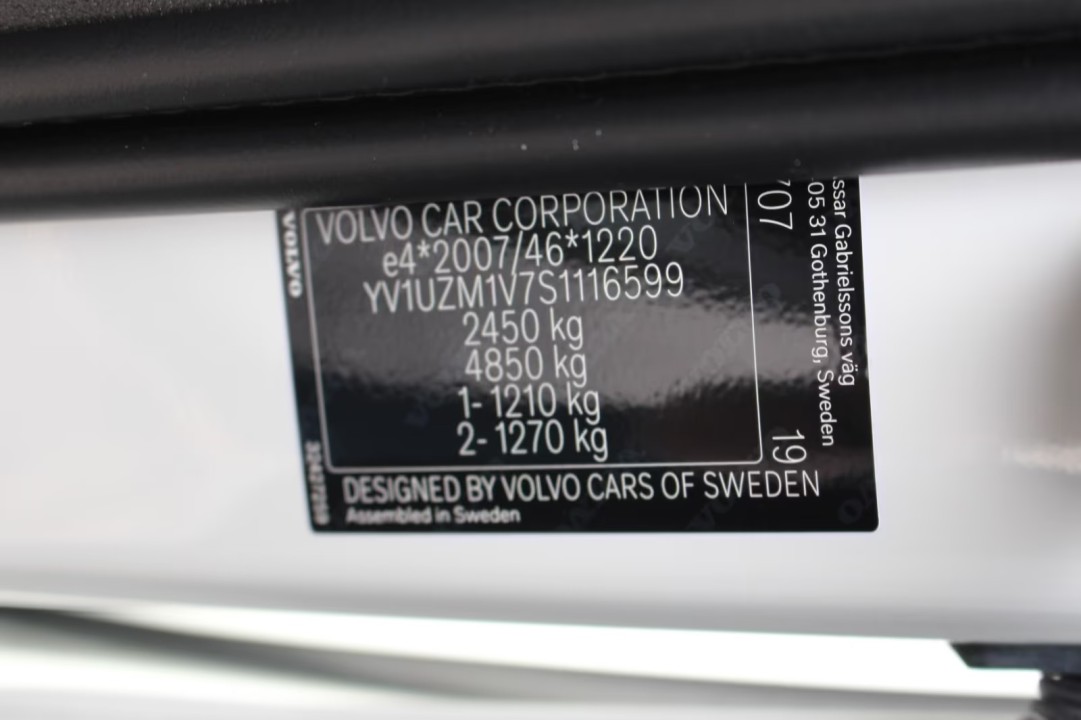 VOLVO
VOLVO CAR CORPORATION
e4*2007/46*1220
YV1UZM1V7S1116599
2450 kg
4850 kg
1- 1210 kg
2- 1270 kg
DESIGNED BY VOLVO CARS OF SWEDEN
Assembled in Sweden
707
19
Gabrielssons väg
05 31 Gothenburg, Sweden